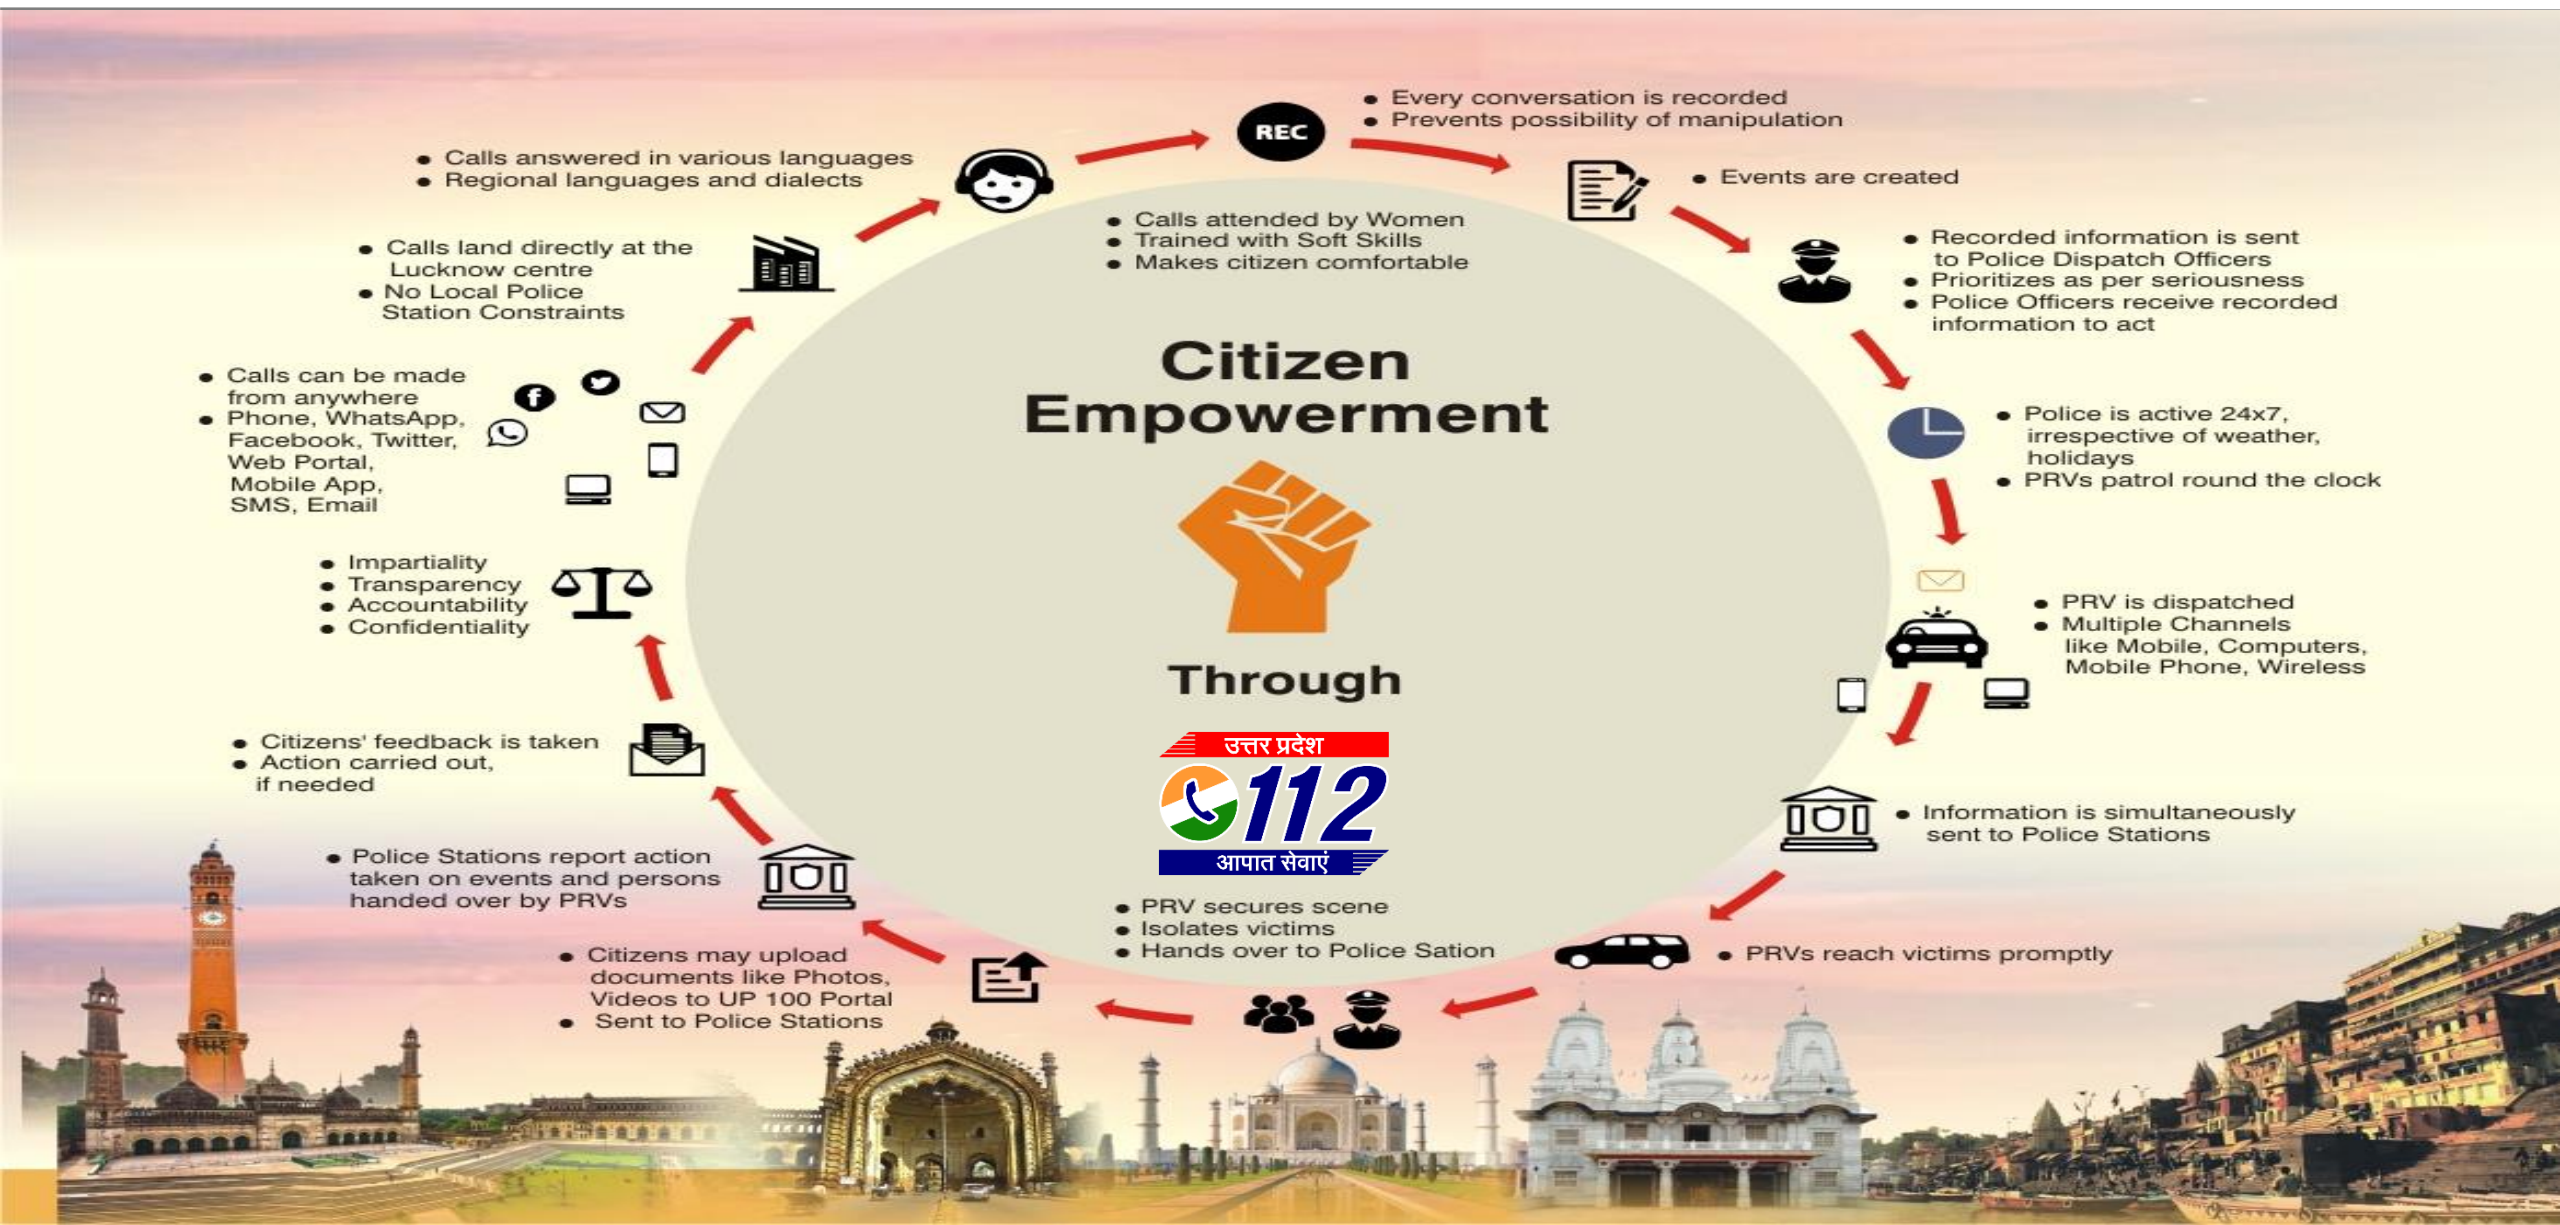 REC
• Every conversation is recorded
• Prevents possibility of manipulation
• Calls answered in various languages
• Regional languages and dialects
• Events are created
• Calls attended by Women
• Trained with Soft Skills
• Makes citizen comfortable
• Calls land directly at the
Lucknow centre
• No Local Police
Station Constraints
• Recorded information is sent
to Police Dispatch Officers
• Prioritizes as per seriousness
• Police Officers receive recorded
information to act
Citizen
Empowerment
• Calls can be made
from anywhere
• Phone, WhatsApp,
Facebook, Twitter,
Web Portal,
Mobile App,
SMS, Email
• Police is active 24x7,
irrespective of weather,
holidays
• PRVs patrol round the clock
• Impartiality
• Transparency
• Accountability
• Confidentiality
• PRV is dispatched
• Multiple Channels
like Mobile, Computers,
Mobile Phone, Wireless
Through
उत्तर प्रदेश
112
आपात सेवाएं
• Citizens' feedback is taken
• Action carried out,
if needed
• Information is simultaneously
sent to Police Stations
• Police Stations report action
taken on events and persons
handed over by PRVs
• PRV secures scene
• Isolates victims
• Hands over to Police Sation
• Citizens may upload
documents like Photos,
Videos to UP 100 Portal
• Sent to Police Stations
• PRVs reach victims promptly